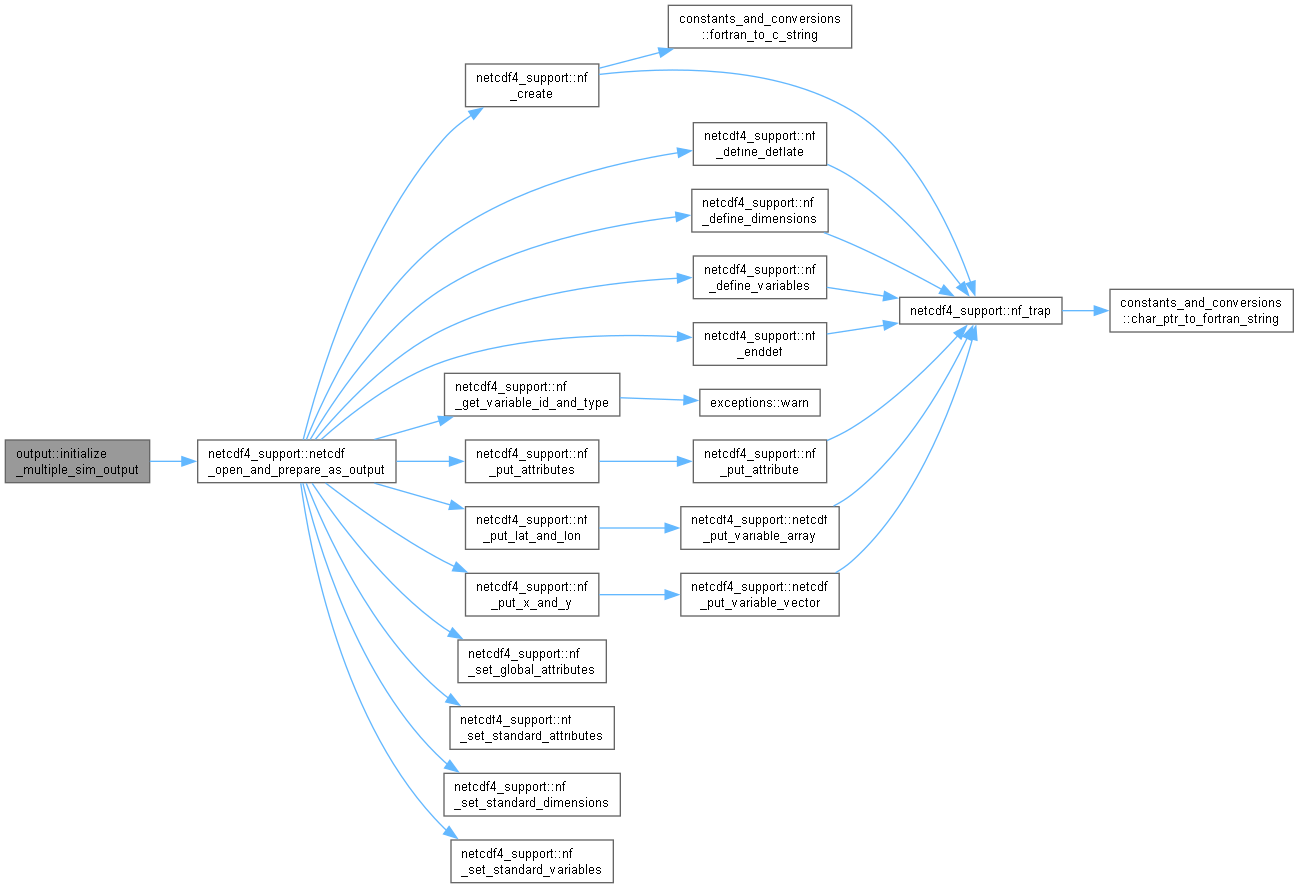 constants_and_conversions
::fortran_to_c_string
netcdf4_support::nf
_create
netcdf4_support::nf
_define_deflate
netcdf4_support::nf
_define_dimensions
netcdf4_support::nf
_define_variables
netcdf4_support::nf_trap
constants_and_conversions
::char_ptr_to_fortran_string
netcdf4_support::nf
_enddef
netcdf4_support::nf
_get_variable_id_and_type
exceptions::warn
output::initialize
_multiple_sim_output
netcdf4_support::netcdf
_open_and_prepare_as_output
netcdf4_support::nf
_put_attributes
netcdf4_support::nf
_put_attribute
netcdf4_support::nf
_put_lat_and_lon
netcdf4_support::netcdf
_put_variable_array
netcdf4_support::nf
_put_x_and_y
netcdf4_support::netcdf
_put_variable_vector
netcdf4_support::nf
_set_global_attributes
netcdf4_support::nf
_set_standard_attributes
netcdf4_support::nf
_set_standard_dimensions
netcdf4_support::nf
_set_standard_variables